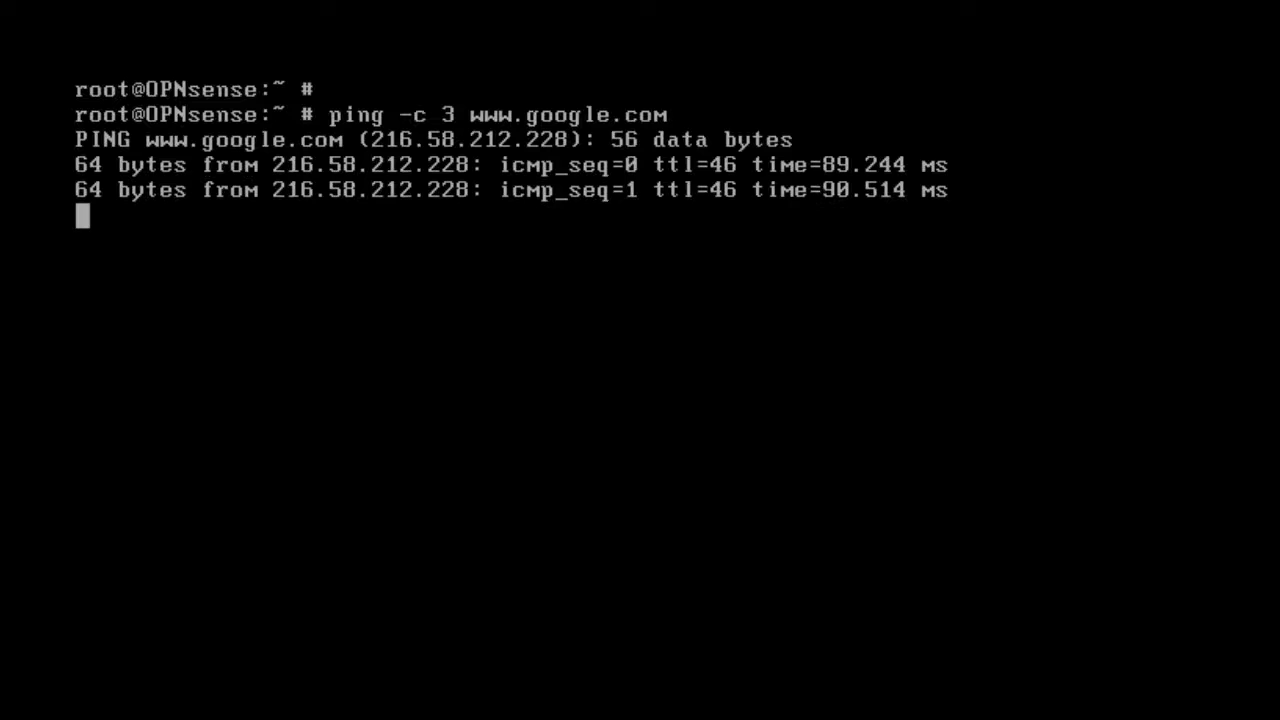 root@OPNsense:~ #
root@OPNsense:~ # ping -c 3 www.google.com
PING www.google.com (216.58.212.228): 56 data bytes
64 bytes from 216.58.212.228: icmp_seq=0 ttl=46 time=89.244 ms
64 bytes from 216.58.212.228: icmp_seq=1 ttl=46 time=90.514 ms